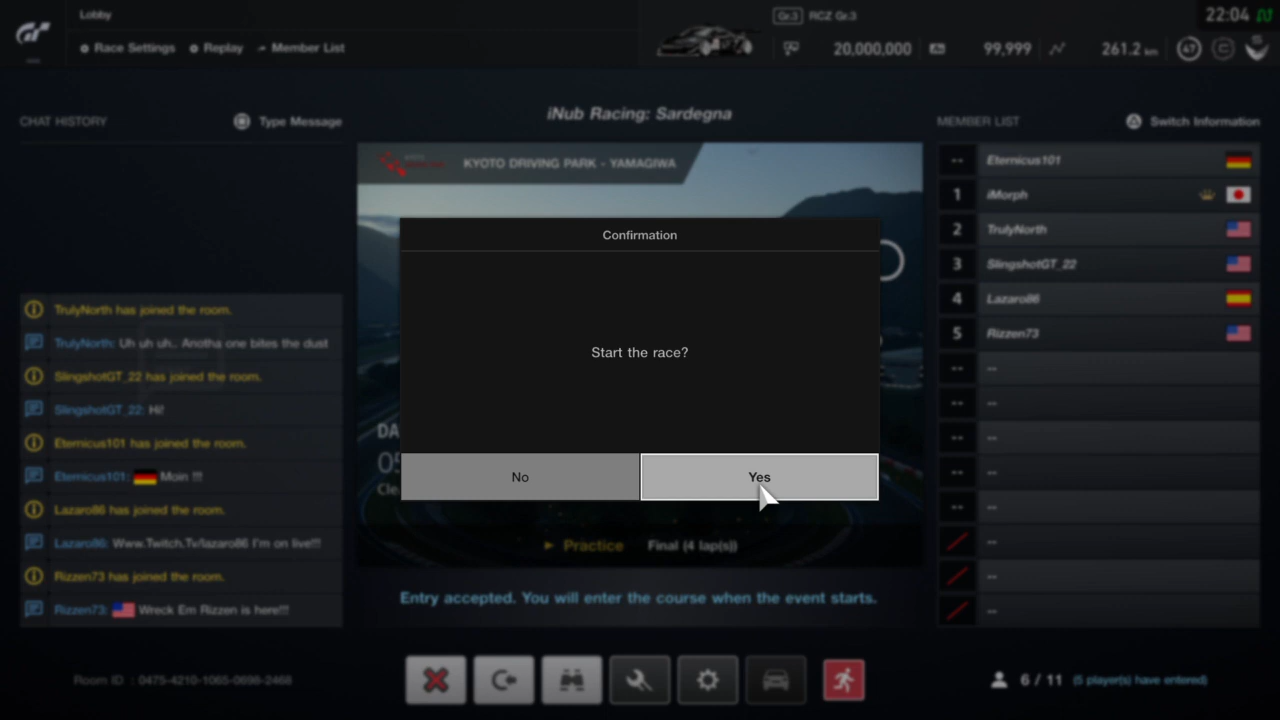 Lobby
Race Settings
Replay
Member List
Gr.3
RCZ Gr.3
22:04
20,000,000
99,999
261.2 km
47
CHAT HISTORY
Type Message
iNub Racing: Sardegna
MEMBER LIST
Switch Information
KYOTO DRIVING PARK - YAMAGIWA
-- Eternicus101
1 iMorph
2 TrulyNorth
3 SlingshotGT_22
4 Lazaro86
5 Rizzen73
-- --
-- --
-- --
-- --
-- --
--
--
--
TrulyNorth has joined the room.
TrulyNorth: Uh uh uh.. Anotha one bites the dust
SlingshotGT_22 has joined the room.
SlingshotGT_22: Hi!
Eternicus101 has joined the room.
Eternicus101: Moin !!!
Lazaro86 has joined the room.
Lazaro86: Www.Twitch.Tv/lazaro86 I'm on live!!!
Rizzen73 has joined the room.
Rizzen73: Wreck Em Rizzen is here!!!
Confirmation
Start the race?
No
Yes
Practice
Final (4 lap(s))
Entry accepted. You will enter the course when the event starts.
Room ID : 0475-4210-1065-0698-2468
6 / 11
(5 player(s) have entered)